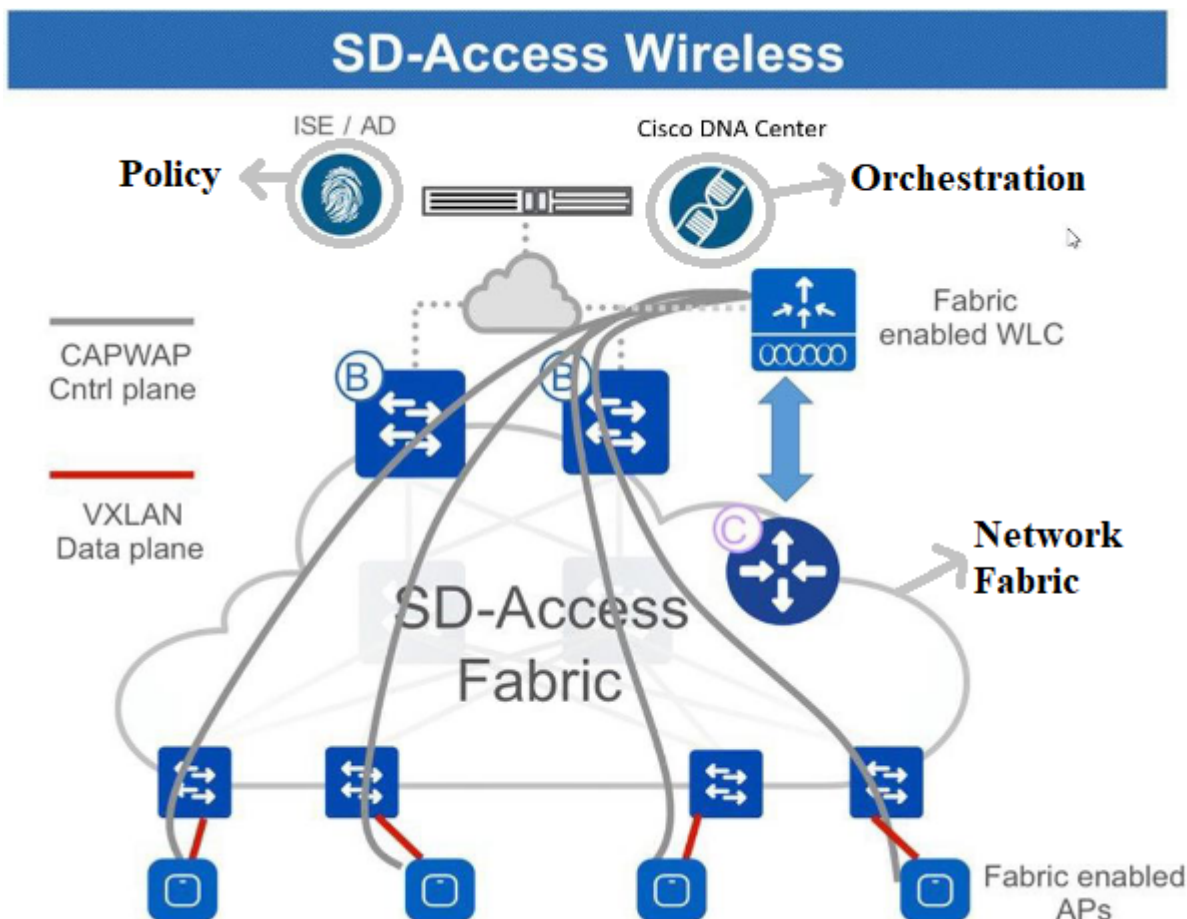 SD-Access Wireless
ISE / AD
Cisco DNA Center
Policy
Orchestration
Fabric
enabled WLC
CAPWAP
Cntrl plane
B
B
VXLAN
Data plane
C
Network
Fabric
SD-Access
Fabric
Fabric enabled
APs